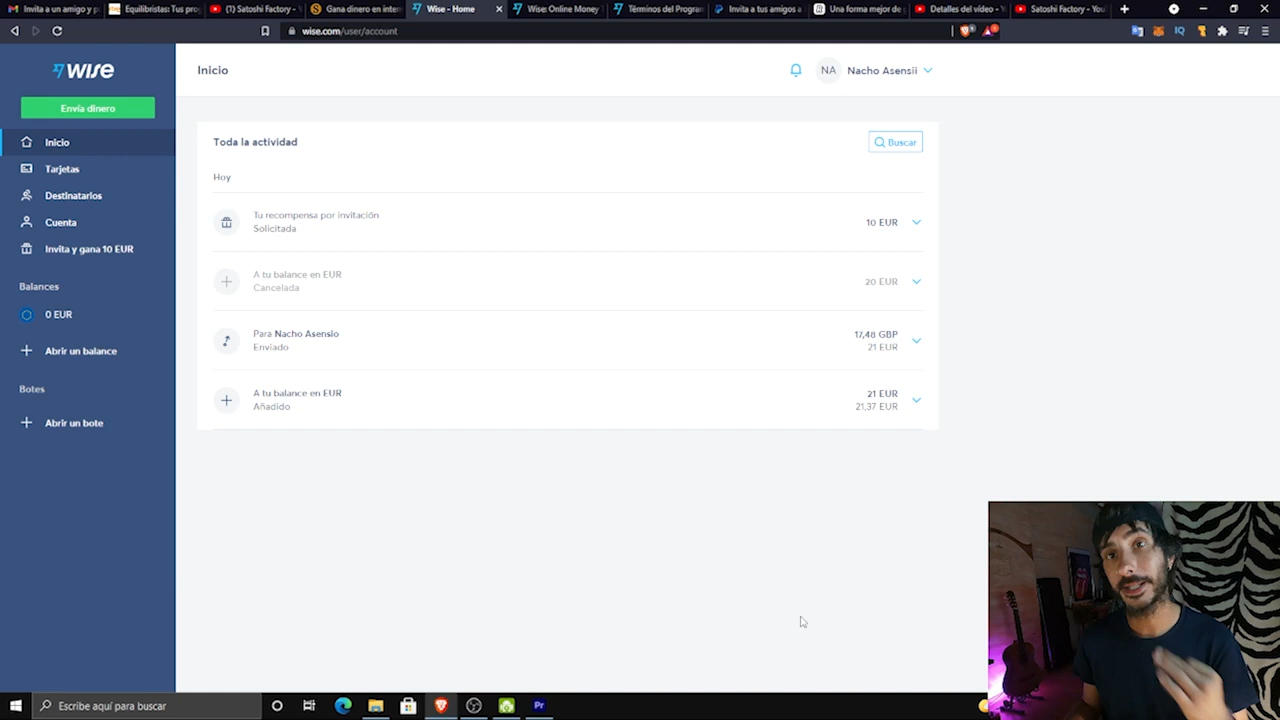 Invita a un amigo y p
Equilibristas: Tus pro
(1) Satoshi Factory -
Gana dinero en inter
Wise - Home
Wise: Online Money
Términos del Program
Invita a tus amigos a
Una forma mejor de
Detalles del vídeo -
Satoshi Factory - You
wise.com/user/account
WISE
Inicio
NA
Nacho Asensii
Envía dinero
Inicio
Tarjetas
Destinatarios
Cuenta
Invita y gana 10 EUR
Balances
0 EUR
Abrir un balance
Botes
Abrir un bote
Toda la actividad
Buscar
Hoy
Tu recompensa por invitación
Solicitada
10 EUR
A tu balance en EUR
Cancelada
20 EUR
Para Nacho Asensio
Enviado
17,48 GBP
21 EUR
A tu balance en EUR
Añadido
21 EUR
21,37 EUR
Escribe aquí para buscar
Pr